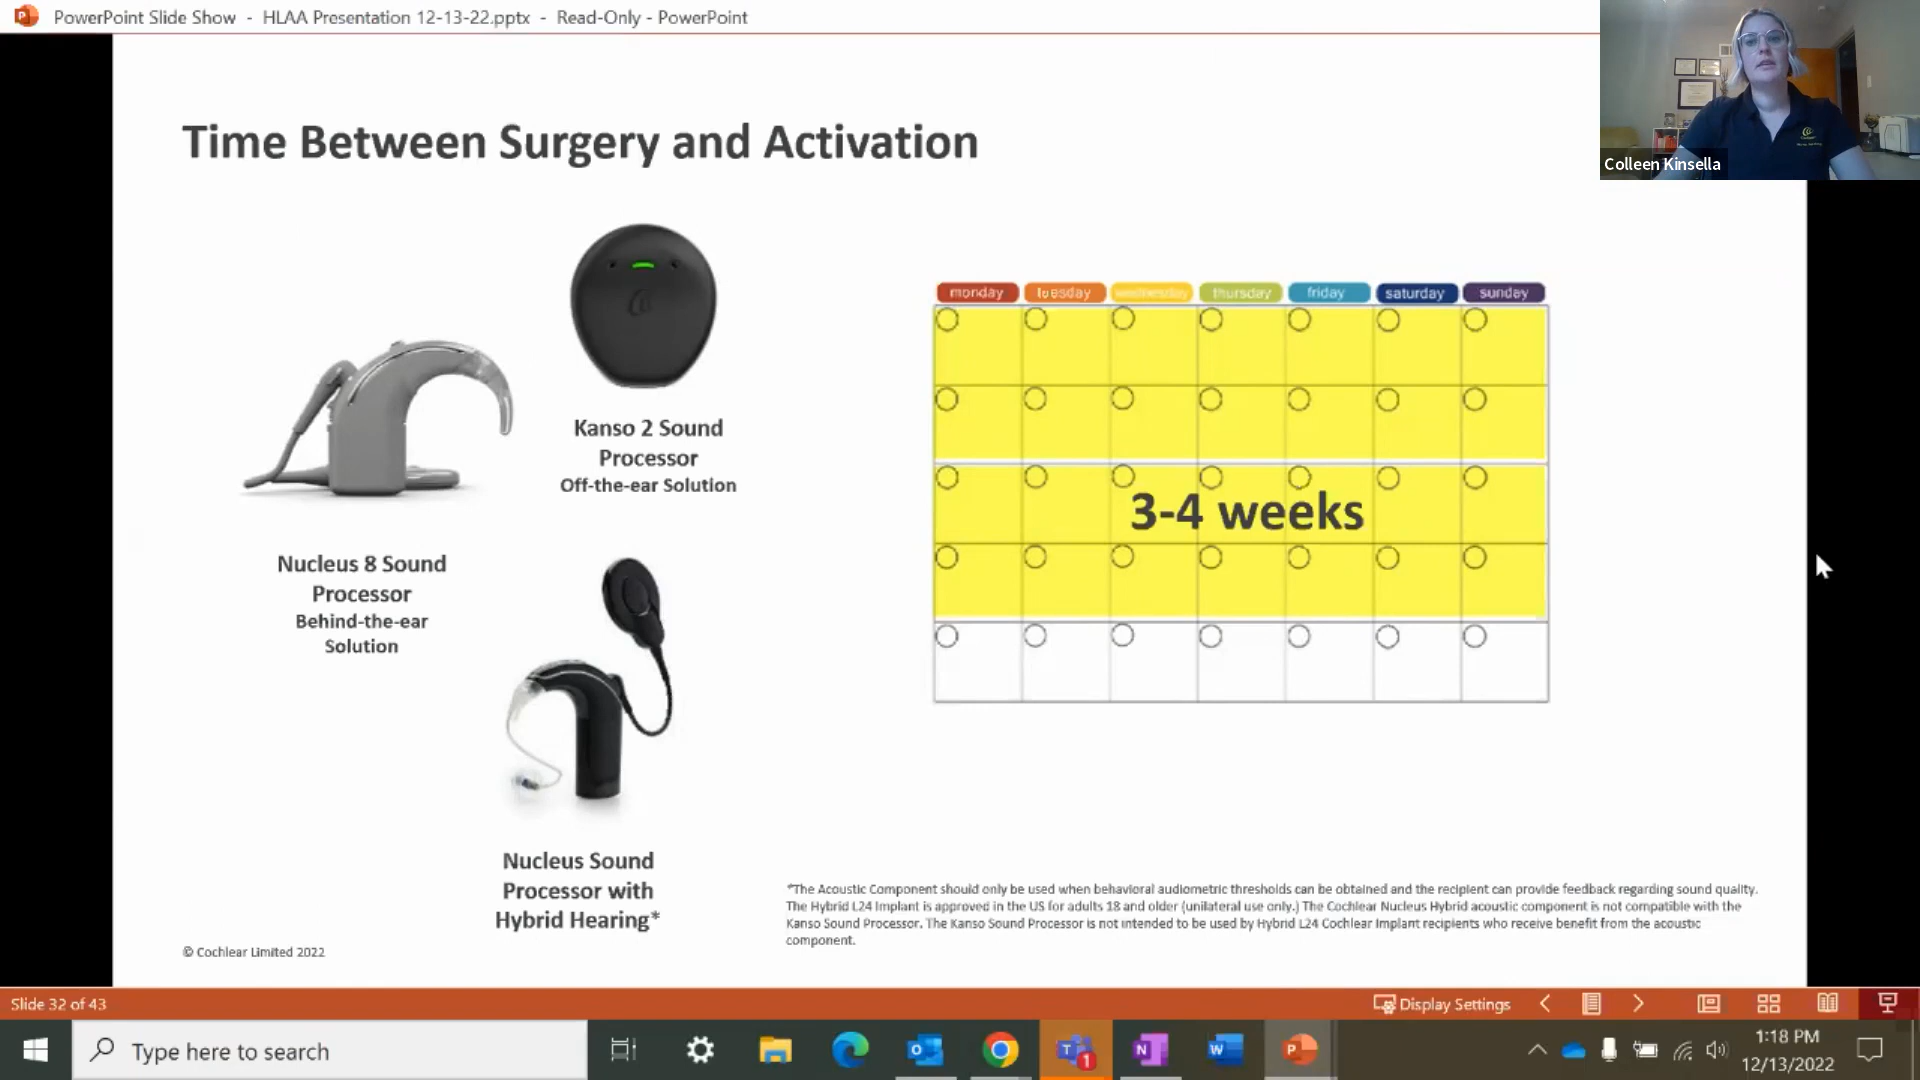 PowerPoint Slide Show - HLAA Presentation 12-13-22.pptx - Read-Only - PowerPoint
Colleen Kinsella
Time Between Surgery and Activation
Kanso 2 Sound
Processor
Off-the-ear Solution
Nucleus 8 Sound
Processor
Behind-the-ear
Solution
Nucleus Sound
Processor with
Hybrid Hearing*
monday tuesday wednesday thursday friday saturday sunday
3-4 weeks
*The Acoustic Component should only be used when behavioral audiometric thresholds can be obtained and the recipient can provide feedback regarding sound quality.
The Hybrid L24 Implant is approved in the US for adults 18 and older (unilateral use only.) The Cochlear Nucleus Hybrid acoustic component is not compatible with the
Kanso Sound Processor. The Kanso Sound Processor is not intended to be used by Hybrid L24 Cochlear Implant recipients who receive benefit from the acoustic
component.
© Cochlear Limited 2022
Slide 32 of 43
Display Settings
Type here to search
1
1:18 PM
12/13/2022